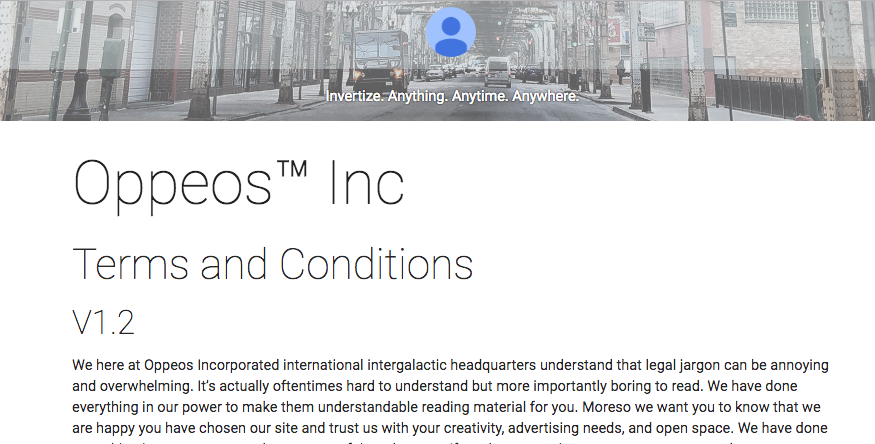 Invertize. Anything. Anytime. Anywhere.
Oppeos™ Inc
Terms and Conditions
V1.2
We here at Oppeos Incorporated international intergalactic headquarters understand that legal jargon can be annoying
and overwhelming. It's actually oftentimes hard to understand but more importantly boring to read. We have done
everything in our power to make them understandable reading material for you. Moreso we want you to know that we
are happy you have chosen our site and trust us with your creativity, advertising needs, and open space. We have done